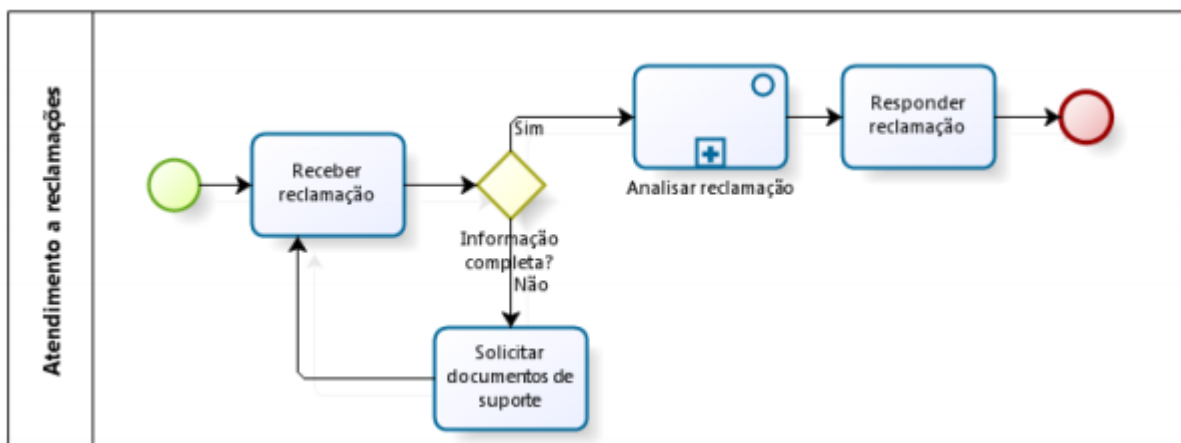 Atendimento a reclamações
Receber
reclamação
Informação
completa?
Sim
Não
Solicitar
documentos de
suporte
Analisar reclamação
Responder
reclamação